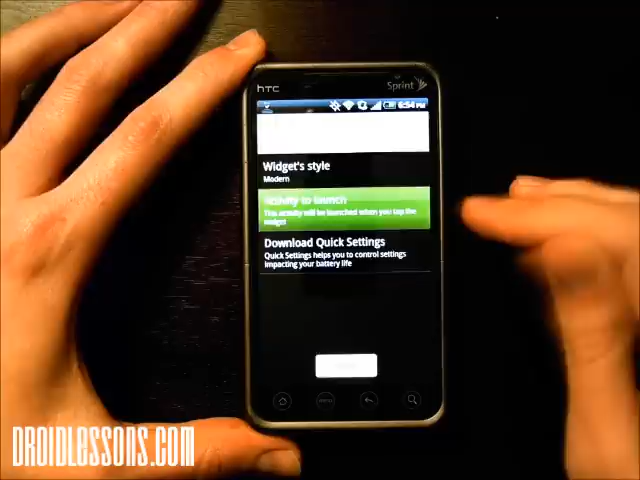 hTC
Sprint
6:54 PM
Widget's style
Modern
Activity to launch
This activity will be launched when you tap the
widget
Download Quick Settings
Quick Settings helps you to control settings
impacting your battery life
DROIDLESSONS.COM